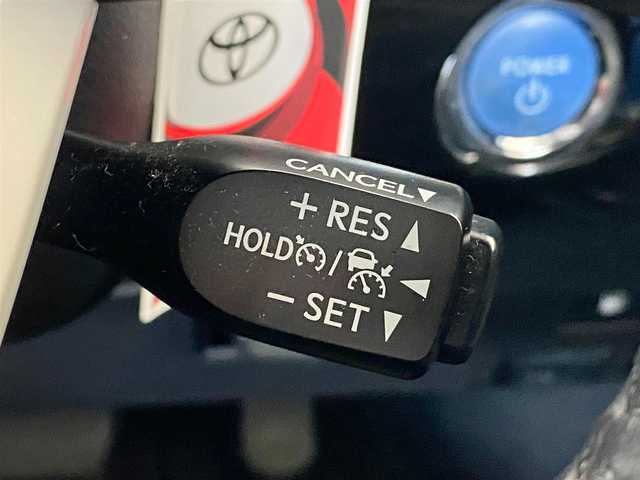 POWER
CANCEL▼
+ RES ▲
HOLD / ◀
− SET ▼